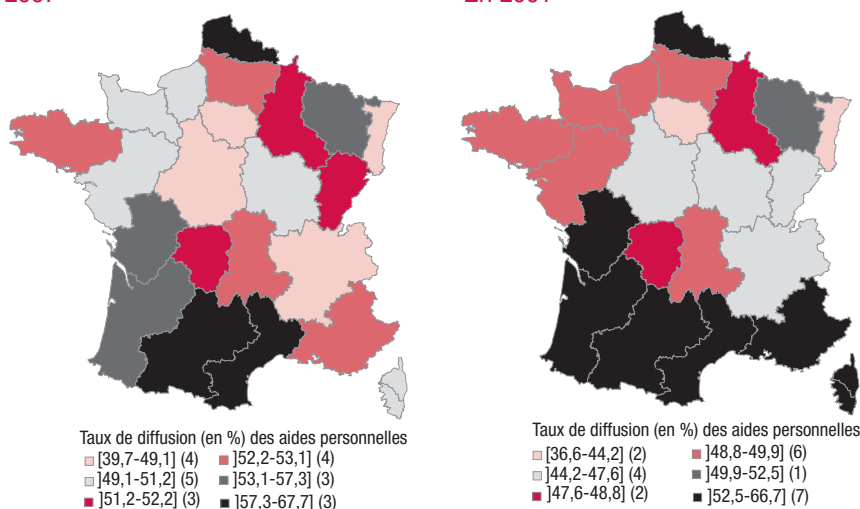 Taux de diffusion (en %) des aides personnelles
[39,7-49,1] (4) ]52,2-53,1] (4)
]49,1-51,2] (5) ]53,1-57,3] (3)
]51,2-52,2] (3) ]57,3-67,7] (3)
Taux de diffusion (en %) des aides personnelles
[36,6-44,2] (2) ]48,8-49,9] (6)
]44,2-47,6] (4) ]49,9-52,5] (1)
]47,6-48,8] (2) ]52,5-66,7] (7)